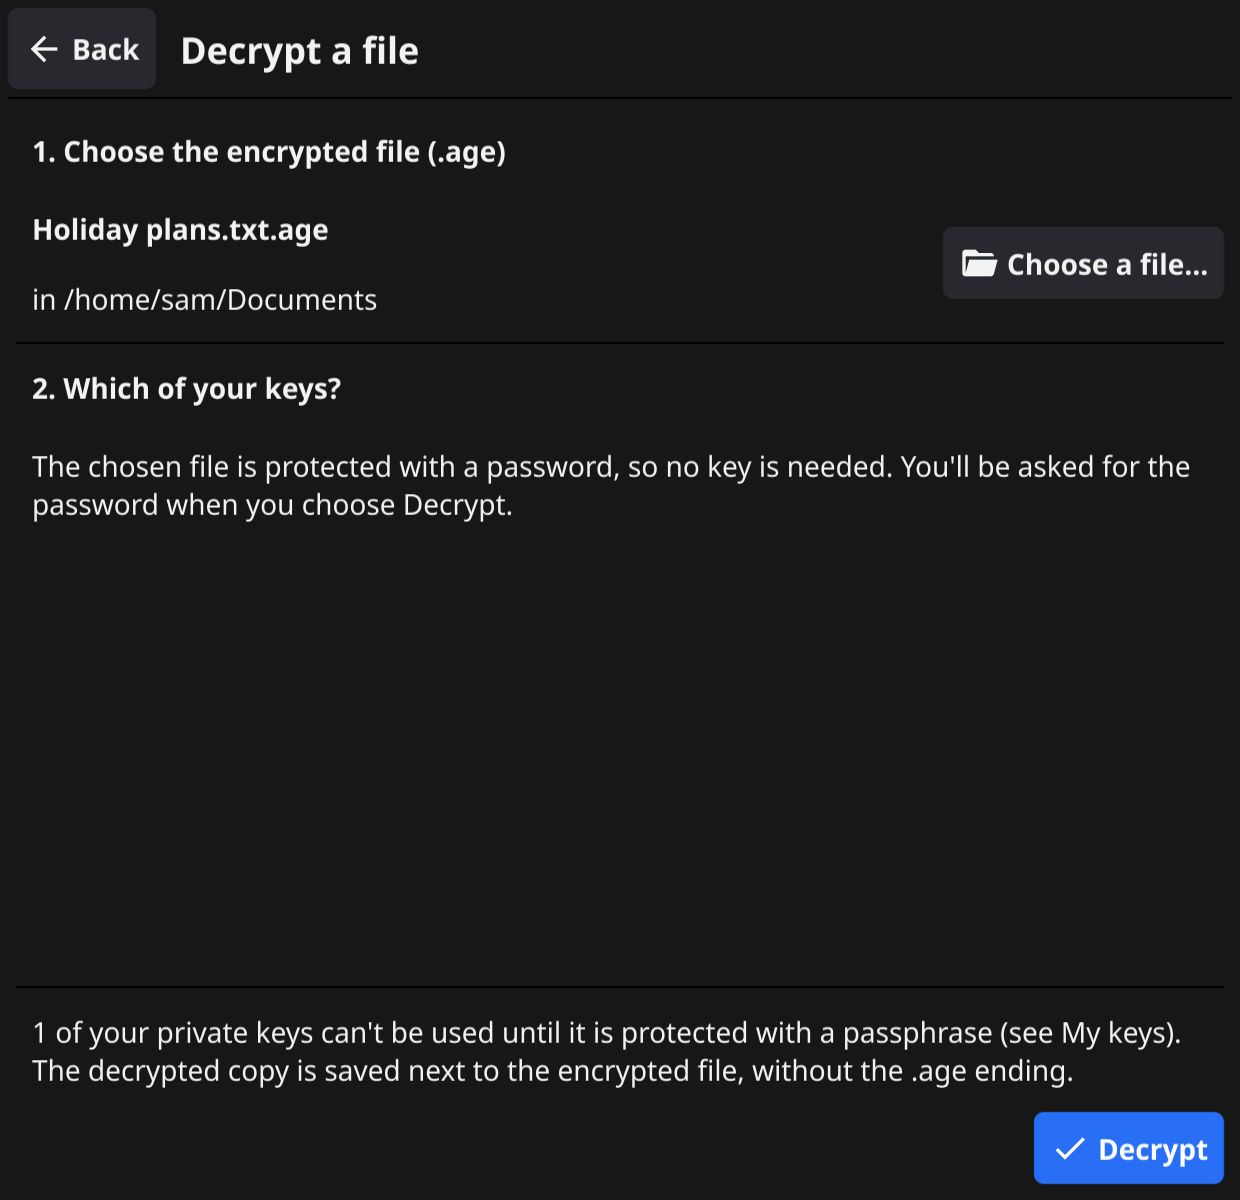 Back
Decrypt a file
1. Choose the encrypted file (.age)
Holiday plans.txt.age
in /home/sam/Documents
Choose a file...
2. Which of your keys?
The chosen file is protected with a password, so no key is needed. You'll be asked for the
password when you choose Decrypt.
1 of your private keys can't be used until it is protected with a passphrase (see My keys).
The decrypted copy is saved next to the encrypted file, without the .age ending.
Decrypt